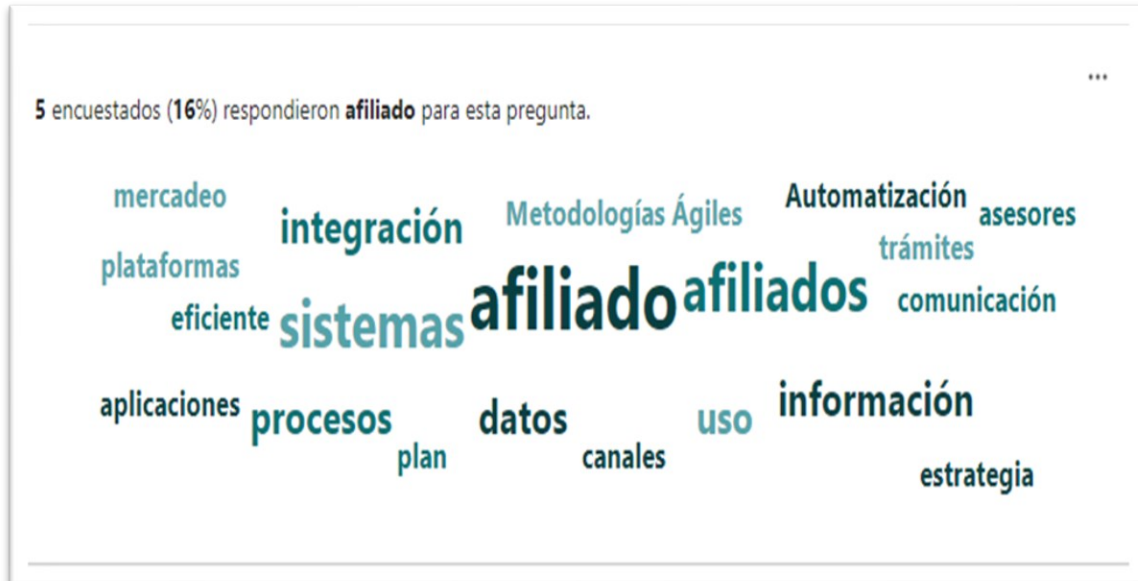 ...
5 encuestados (16%) respondieron afiliado para esta pregunta.
mercadeo
integración
Metodologías Ágiles
Automatización
asesores
plataformas
trámites
eficiente
sistemas
afiliado
afiliados
comunicación
aplicaciones
procesos
datos
uso
información
plan
canales
estrategia